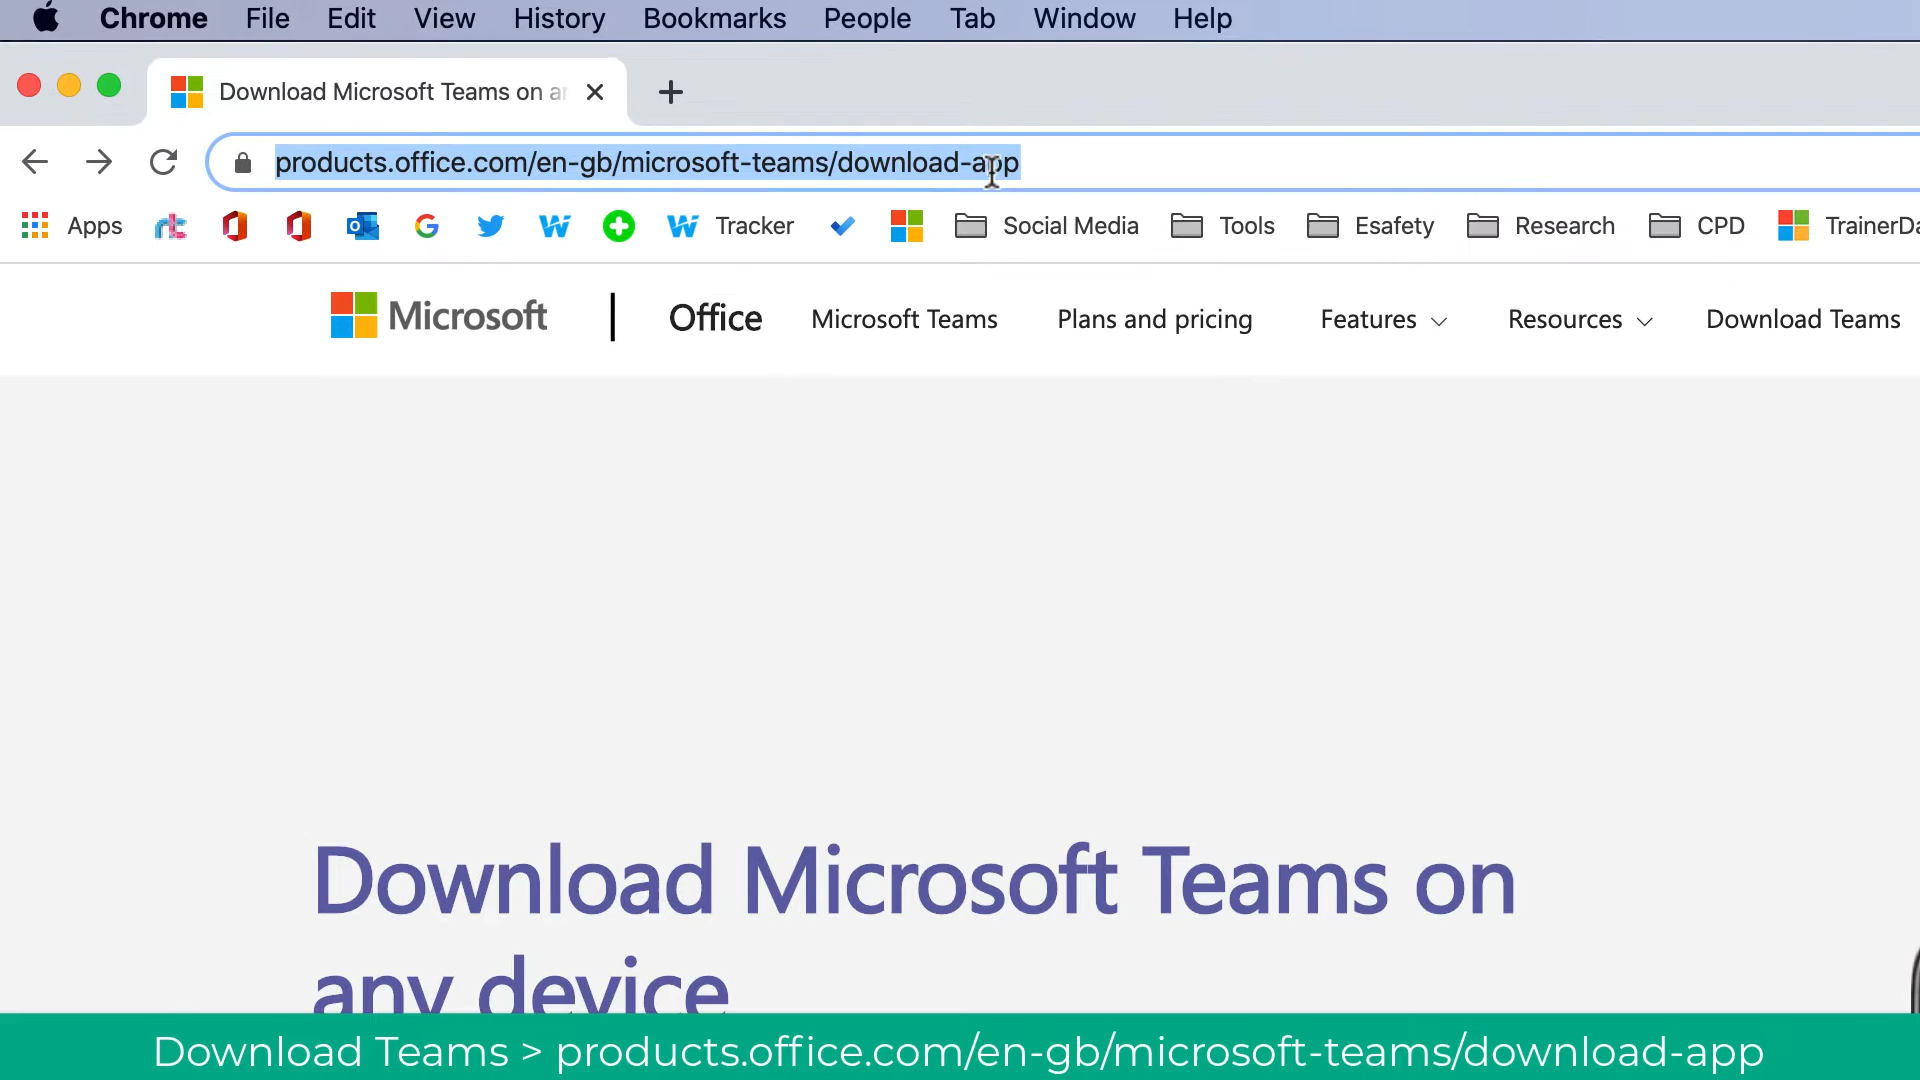 Chrome File Edit View History Bookmarks People Tab Window Help
Download Microsoft Teams on
products.office.com/en-gb/microsoft-teams/download-app
Apps Tracker Social Media Tools Esafety Research CPD
Microsoft Office Microsoft Teams Plans and pricing Features Resources Download Teams
Download Microsoft Teams on
any device
Download Teams > products.office.com/en-gb/microsoft-teams/download-app